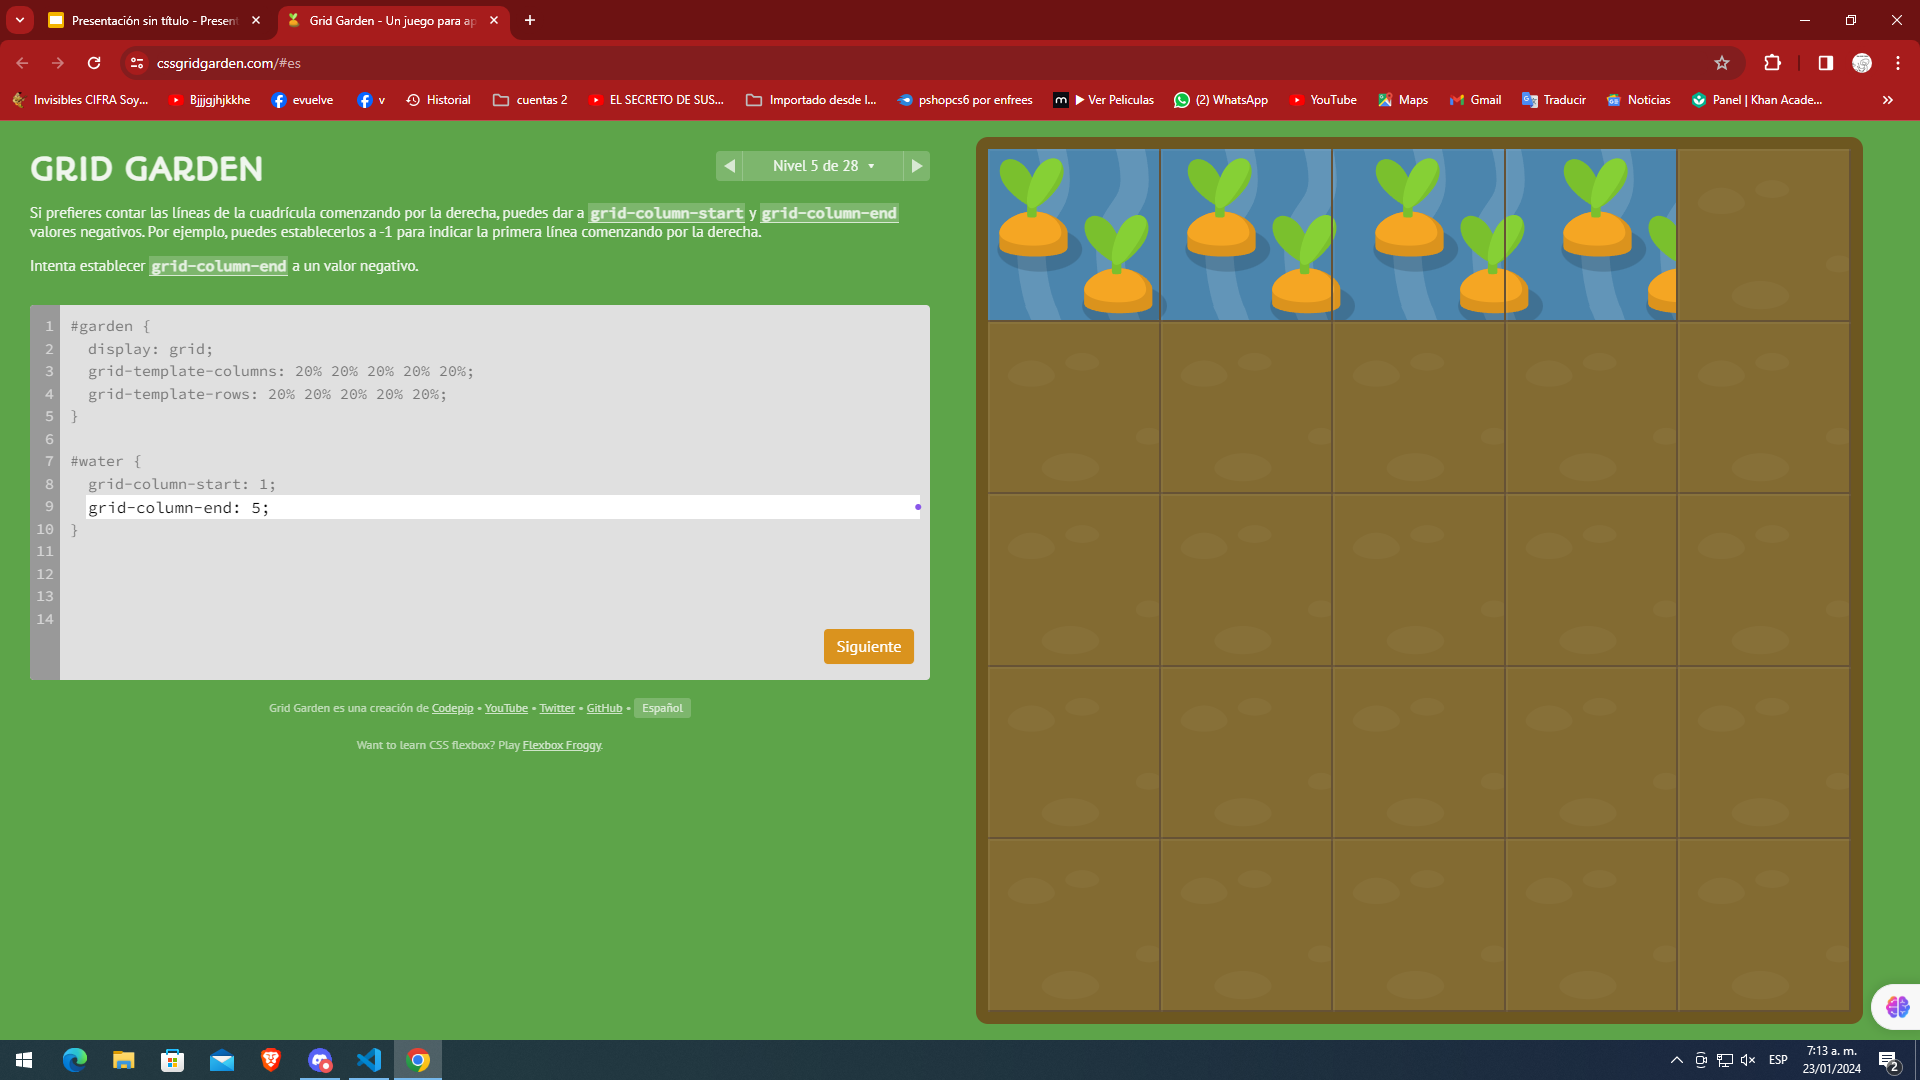 Presentación sin título - Present
Grid Garden - Un juego para ap
cssgridgarden.com/#es
Invisibles CIFRA Soy...
Bjjjgjhjkkhe
evuelve
v
Historial
cuentas 2
EL SECRETO DE SUS...
Importado desde l...
pshopcs6 por enfrees
m
▶ Ver Peliculas
(2) WhatsApp
YouTube
Maps
Gmail
Traducir
Noticias
Panel | Khan Acade...
»
GRID GARDEN
Nivel 5 de 28
Si prefieres contar las líneas de la cuadrícula comenzando por la derecha, puedes dar a grid-column-start y grid-column-end
valores negativos. Por ejemplo, puedes establecerlos a -1 para indicar la primera línea comenzando por la derecha.
Intenta establecer grid-column-end a un valor negativo.
1 #garden {
2 display: grid;
3 grid-template-columns: 20% 20% 20% 20% 20%;
4 grid-template-rows: 20% 20% 20% 20% 20%;
5 }
6
7 #water {
8 grid-column-start: 1;
9 grid-column-end: 5;
10 }
11
12
13
14
Siguiente
Grid Garden es una creación de Codepip • YouTube • Twitter • GitHub • Español
Want to learn CSS flexbox? Play Flexbox Froggy.
ESP
7:13 a. m.
23/01/2024
2